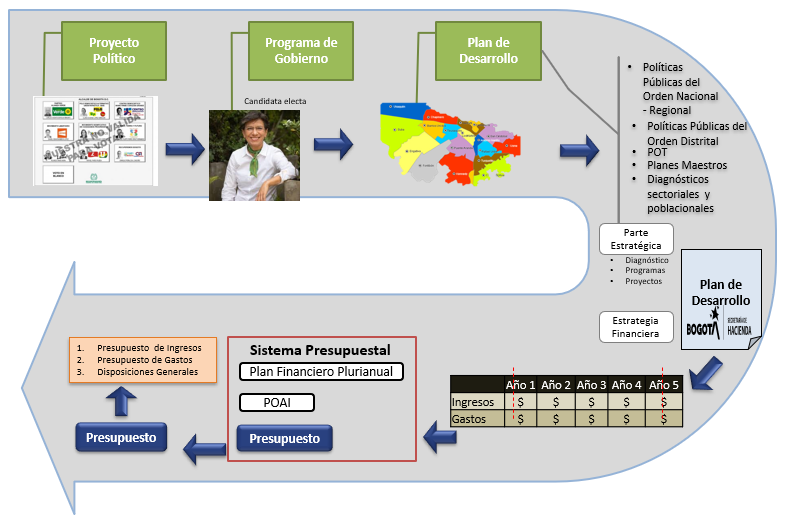 Proyecto
Político
Programa de
Gobierno
Plan de
Desarrollo
Candidata electa
• Políticas
Públicas del
Orden Nacional
- Regional
• Políticas Públicas del
Orden Distrital
• POT
• Planes Maestros
• Diagnósticos
sectoriales y
poblacionales
Parte
Estratégica
• Diagnóstico
• Programas
• Proyectos
Estrategia
Financiera
Plan de
Desarrollo
BOGOTÁ
SECRETARÍA DE
HACIENDA
Año 1 Año 2 Año 3 Año 4 Año 5
Ingresos $ $ $ $ $
Gastos $ $ $ $ $
Sistema Presupuestal
Plan Financiero Plurianual
POAI
Presupuesto
1. Presupuesto de Ingresos
2. Presupuesto de Gastos
3. Disposiciones Generales
Presupuesto